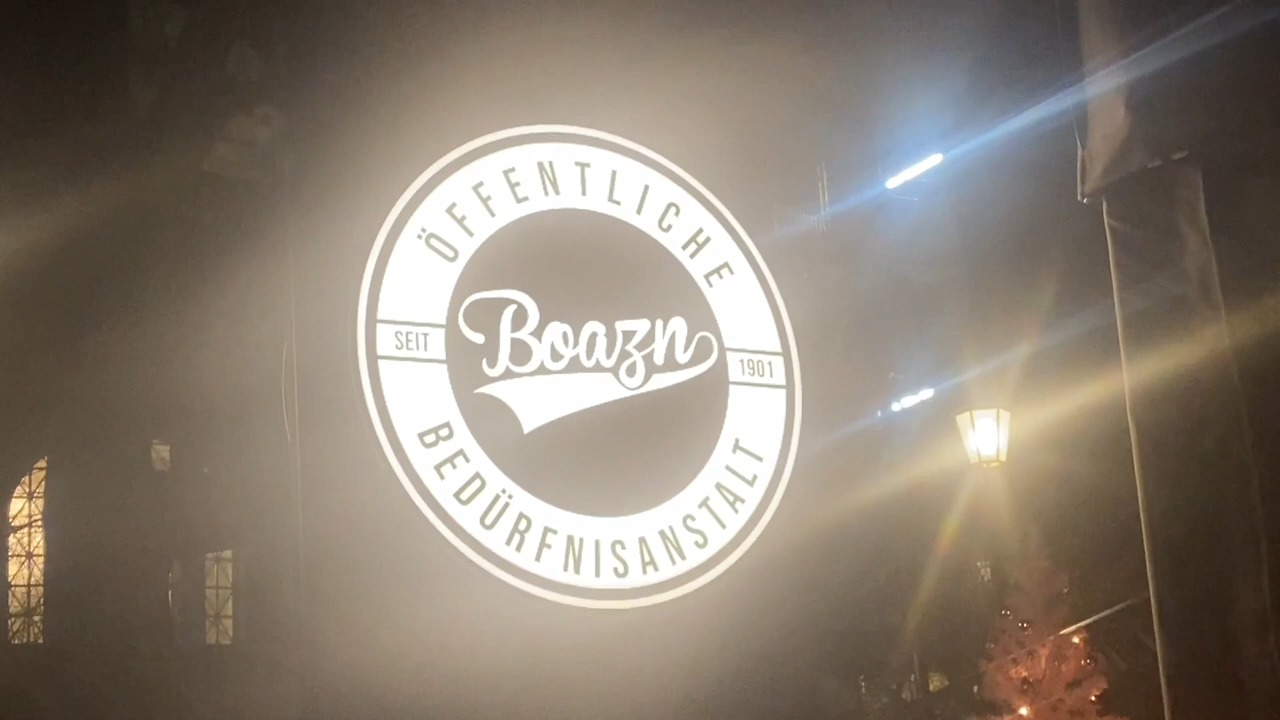 ÖFFENTLICHE
SEIT
Boazn
1901
BEDÜRFNISANSTALT